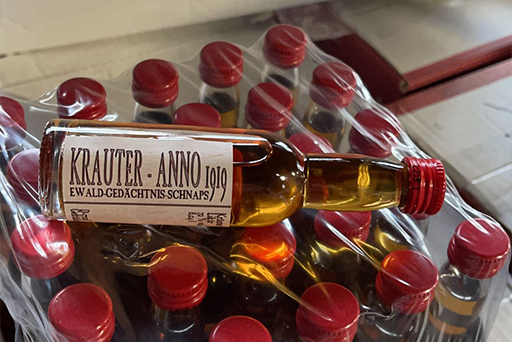 KRAUTER - ANNO 1919
EWALD-GEDÄCHTNIS-SCHNAPS